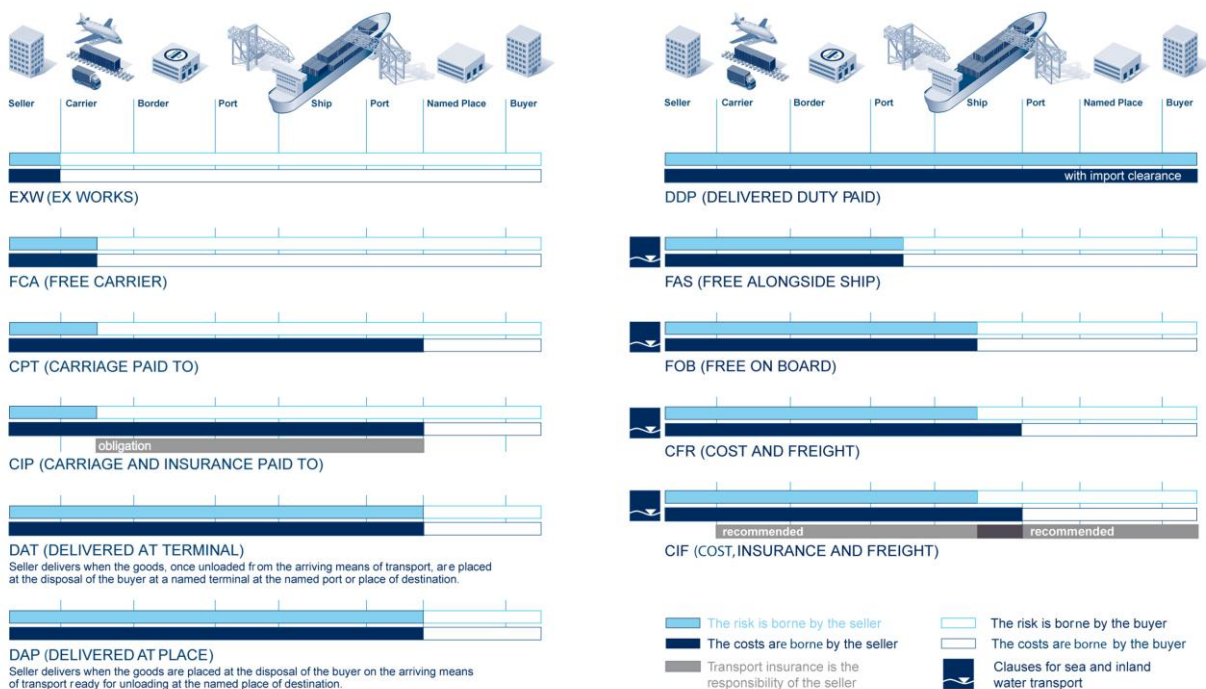 Seller Carrier Border Port Ship Port Named Place Buyer
EXW (EX WORKS)
FCA (FREE CARRIER)
CPT (CARRIAGE PAID TO)
obligation
CIP (CARRIAGE AND INSURANCE PAID TO)
DAT (DELIVERED AT TERMINAL)
Seller delivers when the goods, once unloaded from the arriving means of transport, are placed
at the disposal of the buyer at a named terminal at the named port or place of destination.
DAP (DELIVERED AT PLACE)
Seller delivers when the goods are placed at the disposal of the buyer on the arriving means
of transport ready for unloading at the named place of destination.
Seller Carrier Border Port Ship Port Named Place Buyer
with import clearance
DDP (DELIVERED DUTY PAID)
FAS (FREE ALONGSIDE SHIP)
FOB (FREE ON BOARD)
CFR (COST AND FREIGHT)
recommended recommended
CIF (COST, INSURANCE AND FREIGHT)
The risk is borne by the seller
The costs are borne by the seller
Transport insurance is the
responsibility of the seller
The risk is borne by the buyer
The costs are borne by the buyer
Clauses for sea and inland
water transport